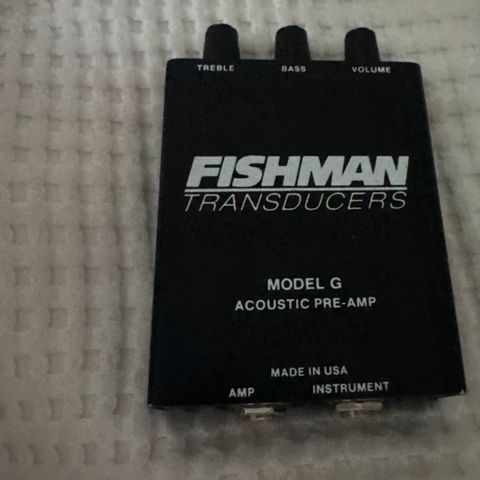 TREBLE BASS VOLUME
FISHMAN
TRANSDUCERS
MODEL G
ACOUSTIC PRE-AMP
MADE IN USA
AMP INSTRUMENT